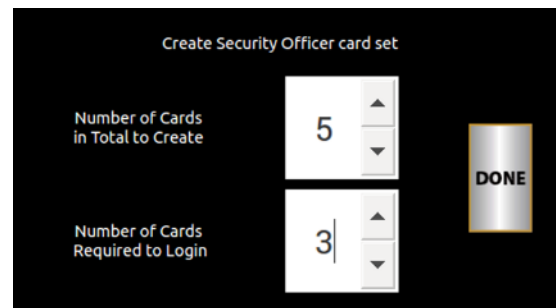 Create Security Officer card set
Number of Cards
in Total to Create
5
DONE
Number of Cards
Required to Login
3